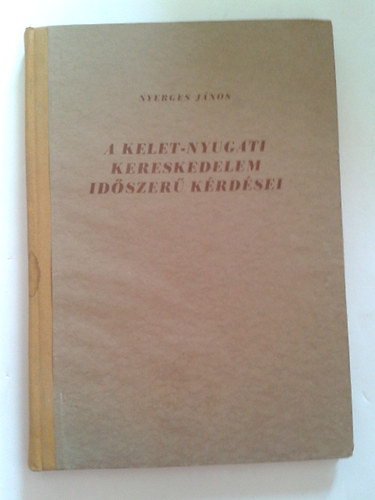 NYERGES JÁNOS
A KELET-NYUGATI
KERESKEDELEM
IDŐSZERŰ KÉRDÉSEI